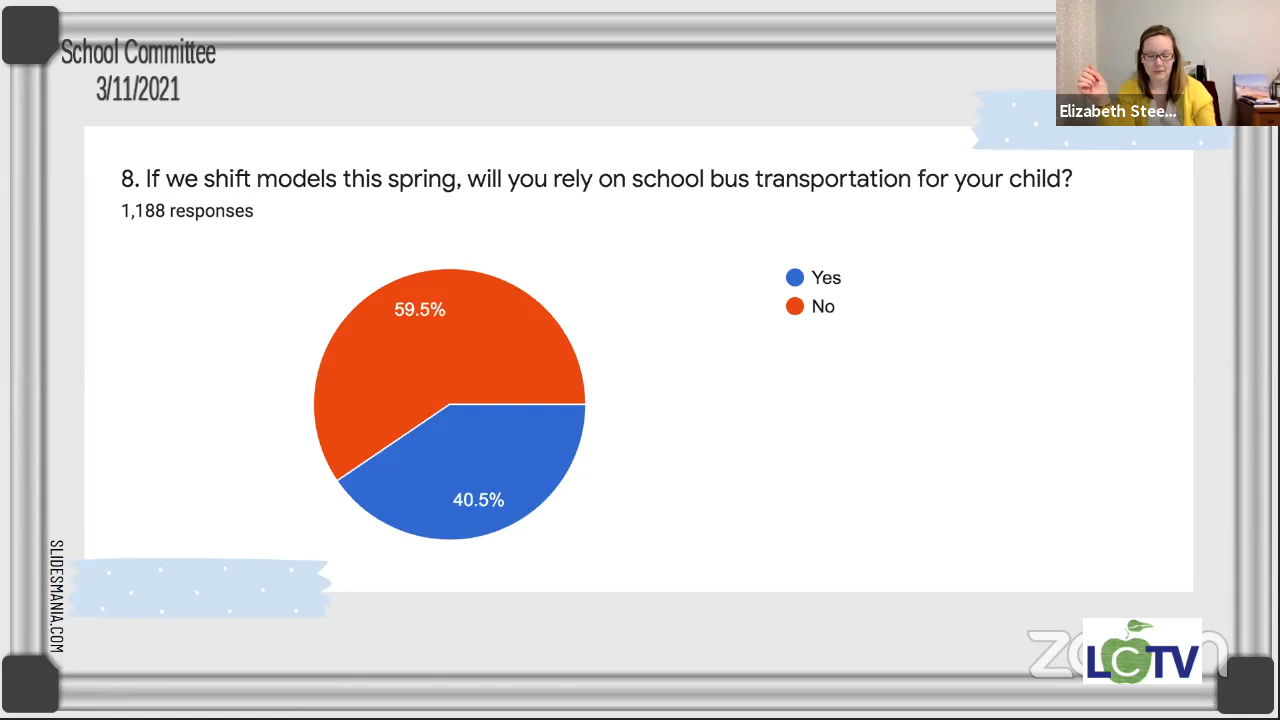 School Committee
3/11/2021
Elizabeth Stee...
8. If we shift models this spring, will you rely on school bus transportation for your child?
1,188 responses
Yes
No
59.5%
40.5%
SLIDESMANIA.COM
zoom
LCTV